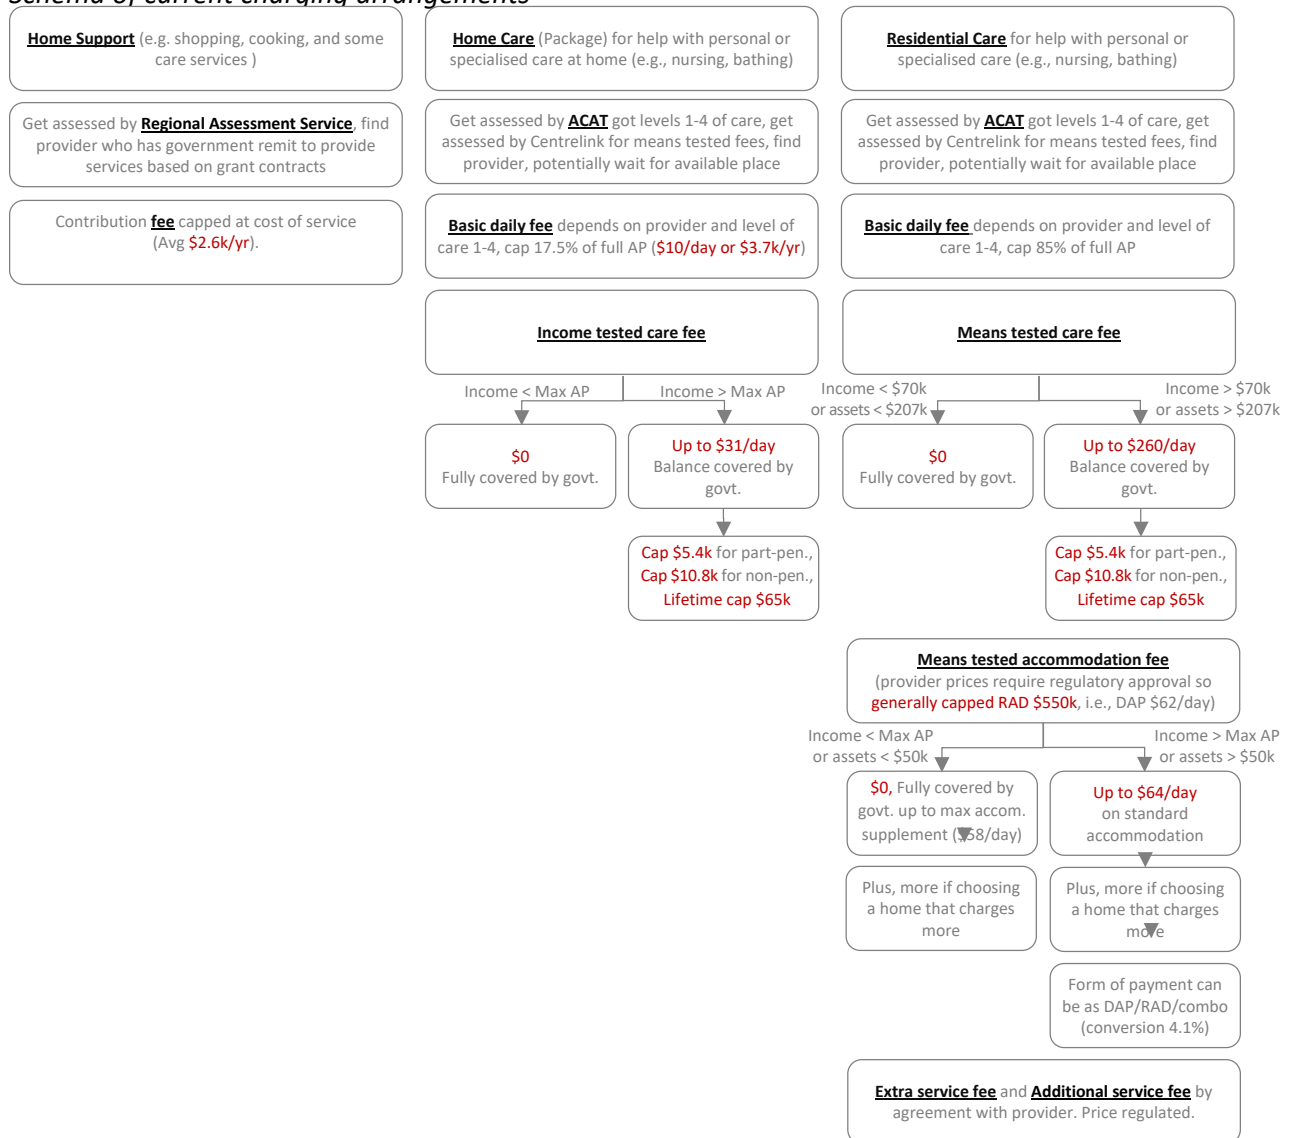 Schema of current charging arrangements
Home Support (e.g. shopping, cooking, and some
care services )
Home Care (Package) for help with personal or
specialised care at home (e.g., nursing, bathing)
Residential Care for help with personal or
specialised care (e.g., nursing, bathing)
Get assessed by Regional Assessment Service, find
provider who has government remit to provide
services based on grant contracts
Get assessed by ACAT got levels 1-4 of care, get
assessed by Centrelink for means tested fees, find
provider, potentially wait for available place
Get assessed by ACAT got levels 1-4 of care, get
assessed by Centrelink for means tested fees, find
provider, potentially wait for available place
Contribution fee capped at cost of service
(Avg $2.6k/yr).
Basic daily fee depends on provider and level of
care 1-4, cap 17.5% of full AP ($10/day or $3.7k/yr)
Basic daily fee depends on provider and level of
care 1-4, cap 85% of full AP
Income tested care fee
Means tested care fee
Income < Max AP
Income > Max AP
Income < $70k
or assets < $207k
Income > $70k
or assets > $207k
$0
Fully covered by govt.
Up to $31/day
Balance covered by
govt.
$0
Fully covered by govt.
Up to $260/day
Balance covered by
govt.
Cap $5.4k for part-pen.,
Cap $10.8k for non-pen.,
Lifetime cap $65k
Cap $5.4k for part-pen.,
Cap $10.8k for non-pen.,
Lifetime cap $65k
Means tested accommodation fee
(provider prices require regulatory approval so
generally capped RAD $550k, i.e., DAP $62/day)
Income < Max AP
or assets < $50k
Income > Max AP
or assets > $50k
$0, Fully covered by
govt. up to max accom.
supplement ($58/day)
Up to $64/day
on standard
accommodation
Plus, more if choosing
a home that charges
more
Plus, more if choosing
a home that charges
more
Form of payment can
be as DAP/RAD/combo
(conversion 4.1%)
Extra service fee and Additional service fee by
agreement with provider. Price regulated.